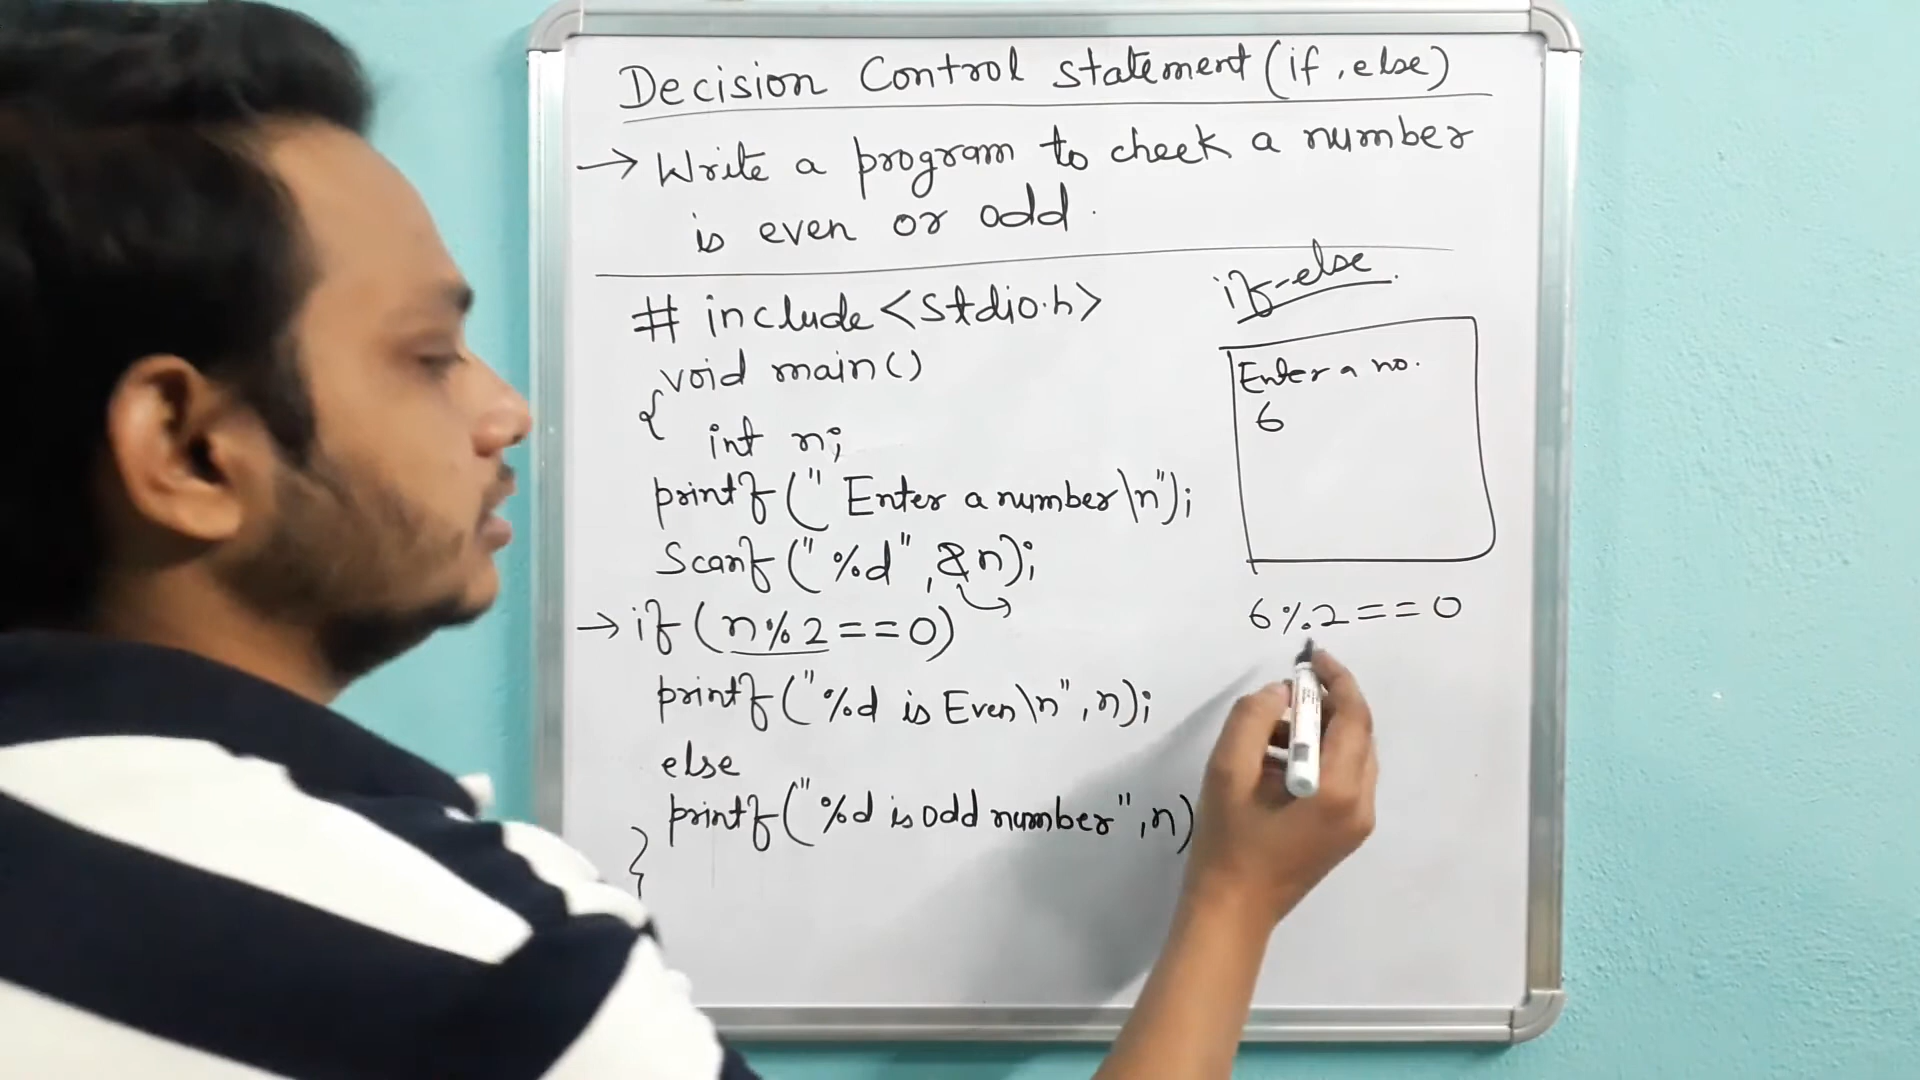 Decision Control statement (if, else)
→ Write a program to check a number
is even or odd.
if-else
# include <stdio.h>
void main()
{
int n;
printf(" Enter a number\n");
Scanf("%d", &n);
→ if (n%2==0)
printf("%d is Even\n", n);
else
printf("%d is odd number", n)
}
Enter a no.
6
6%2==0